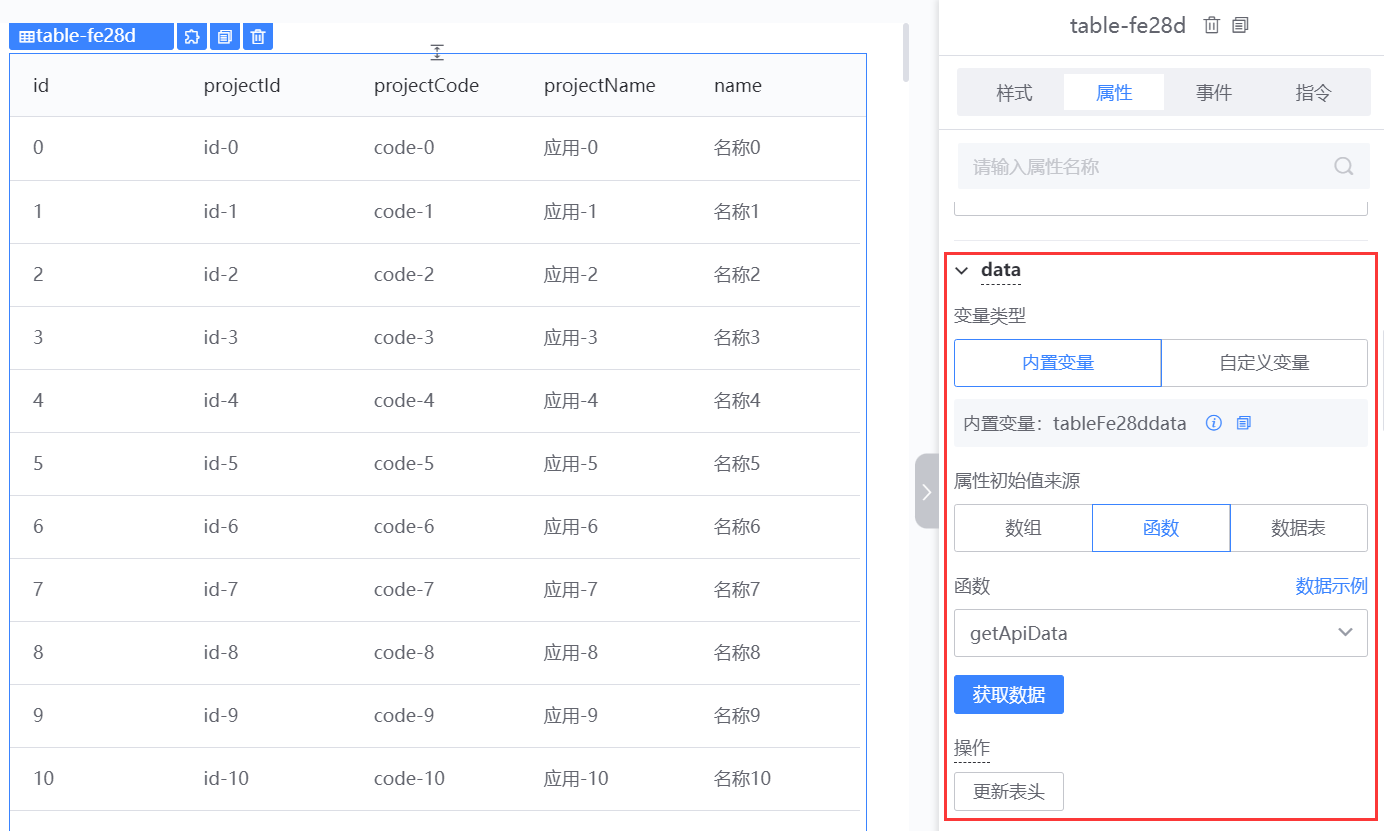 table-fe28d
id projectId projectCode projectName name
0 id-0 code-0 应用-0 名称0
1 id-1 code-1 应用-1 名称1
2 id-2 code-2 应用-2 名称2
3 id-3 code-3 应用-3 名称3
4 id-4 code-4 应用-4 名称4
5 id-5 code-5 应用-5 名称5
6 id-6 code-6 应用-6 名称6
7 id-7 code-7 应用-7 名称7
8 id-8 code-8 应用-8 名称8
9 id-9 code-9 应用-9 名称9
10 id-10 code-10 应用-10 名称10
table-fe28d
样式 属性 事件 指令
请输入属性名称
data
变量类型
内置变量 自定义变量
内置变量：tableFe28ddata
属性初始值来源
数组 函数 数据表
函数 数据示例
getApiData
获取数据
操作
更新表头